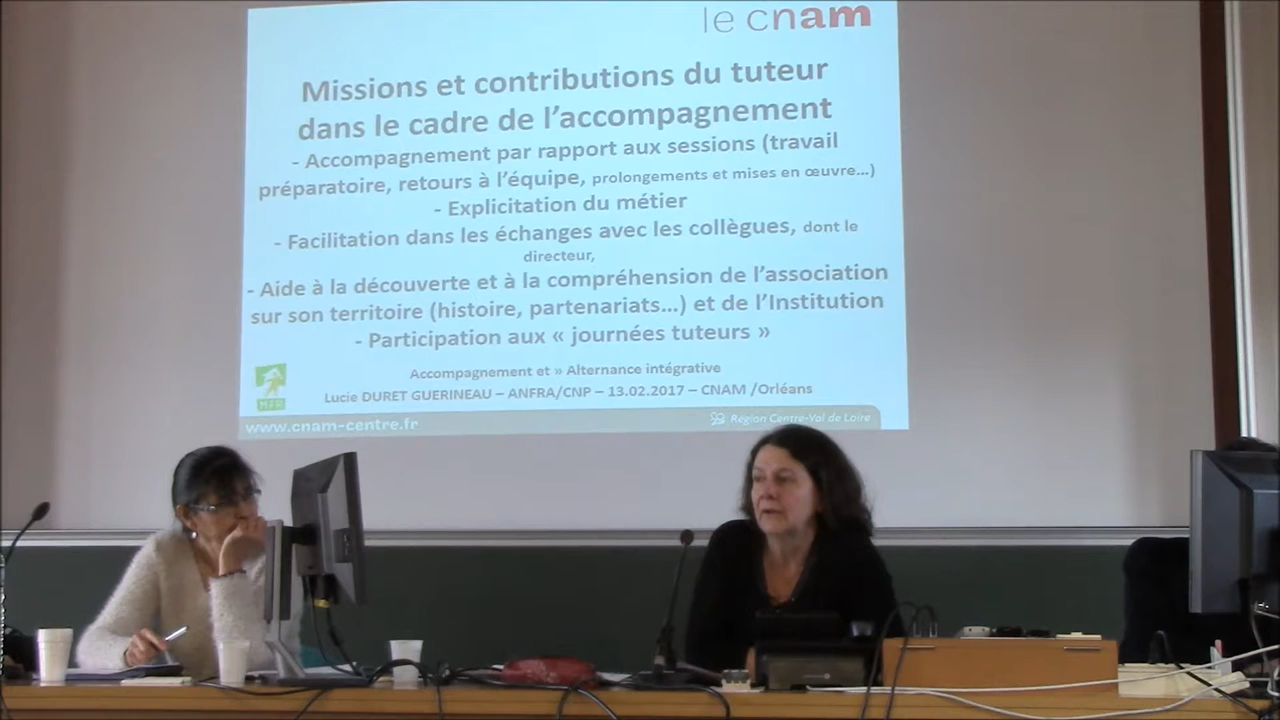 le cnam
Missions et contributions du tuteur
dans le cadre de l'accompagnement
- Accompagnement par rapport aux sessions (travail
préparatoire, retours à l'équipe, prolongements et mises en œuvre...)
- Explicitation du métier
- Facilitation dans les échanges avec les collègues, dont le
directeur,
- Aide à la découverte et à la compréhension de l'association
sur son territoire (histoire, partenariats...) et de l'Institution
- Participation aux « journées tuteurs »
Accompagnement et » Alternance intégrative
Lucie DURET GUERINEAU – ANFRA/CNP – 13.02.2017 – CNAM /Orléans
MFR
www.cnam-centre.fr
Région Centre-Val de Loire